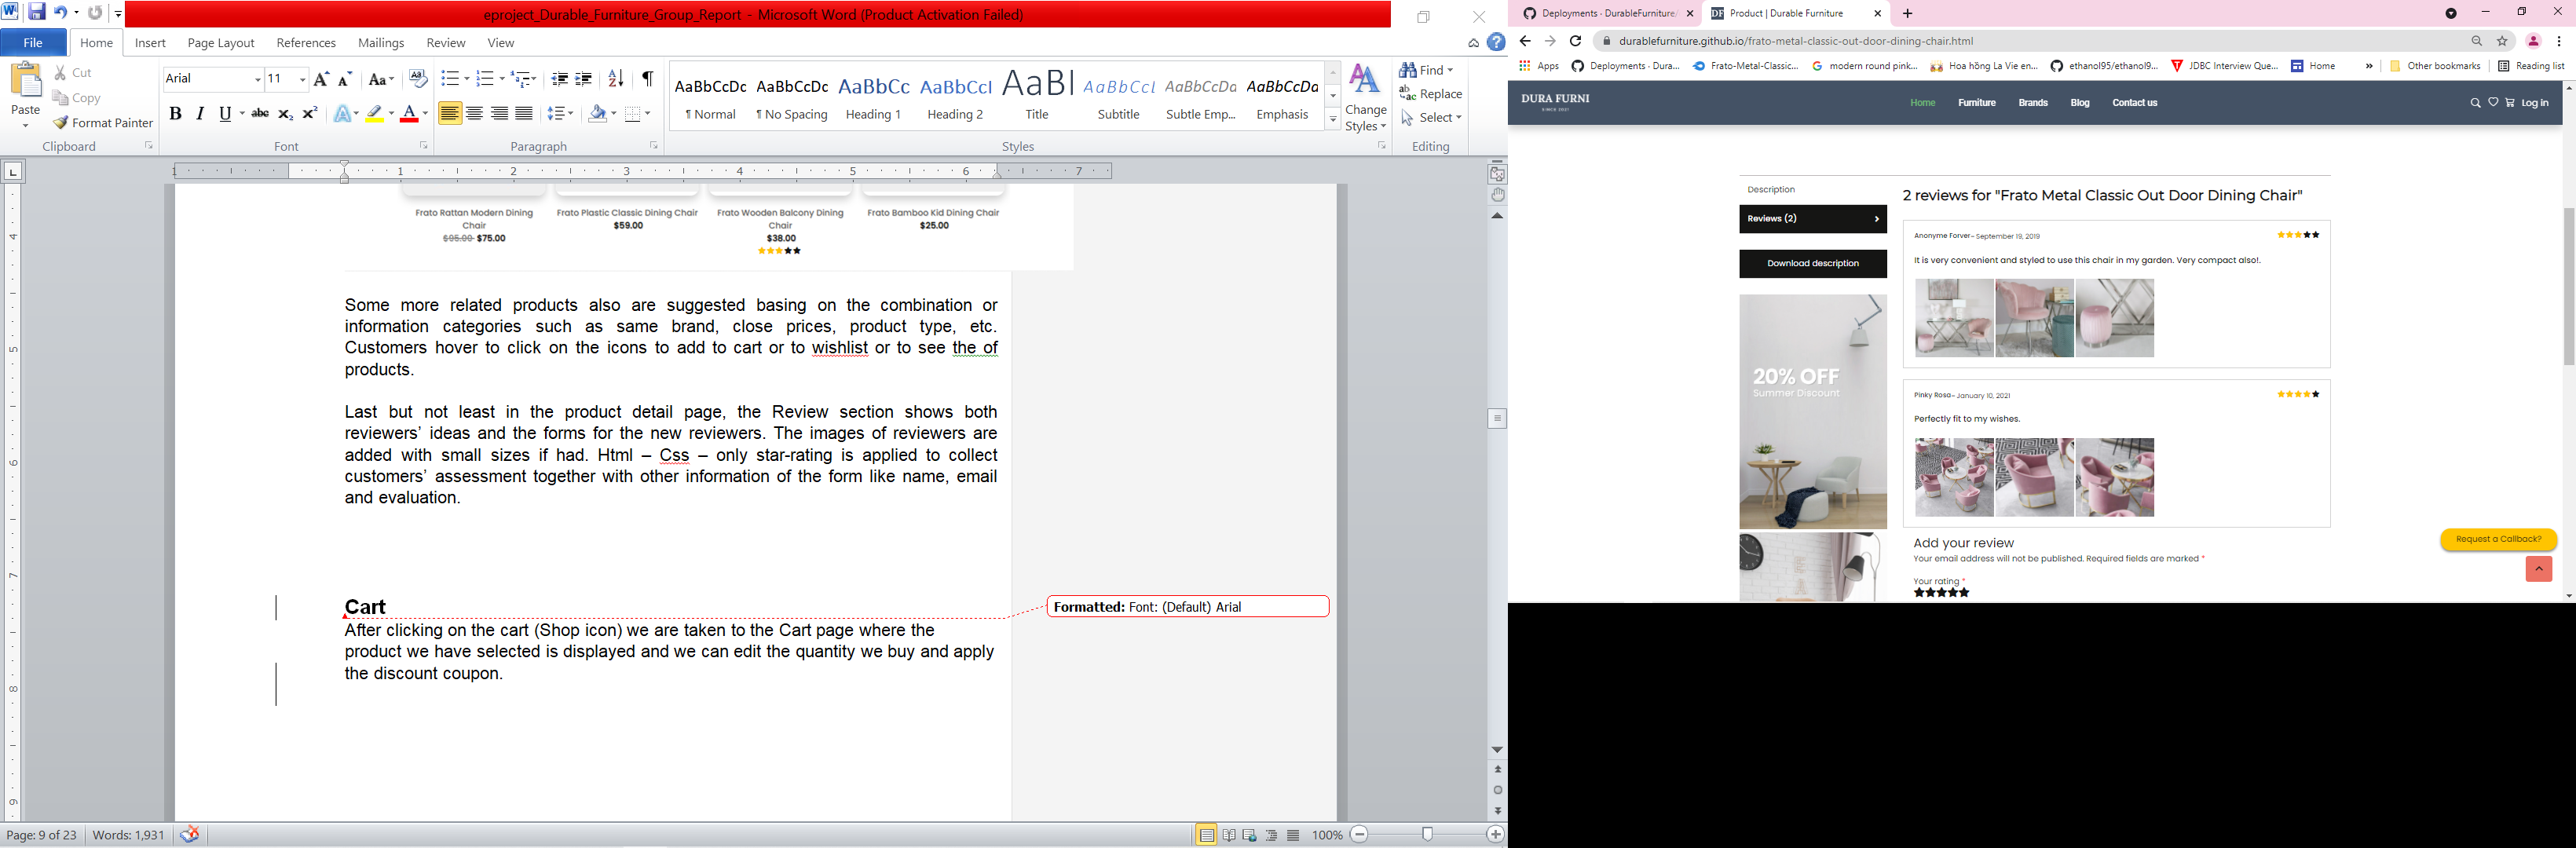 eproject_Durable_Furniture_Group_Report - Microsoft Word (Product Activation Failed)
File Home Insert Page Layout References Mailings Review View
Paste
Cut
Copy
Format Painter
Clipboard
Arial 11
Font
Paragraph
AaBbCcDc AaBbCcDc AaBbCc AaBbCcI AaBI AaBbCcL AaBbCcDa AaBbCcDa
¶ Normal ¶ No Spacing Heading 1 Heading 2 Title Subtitle Subtle Emp... Emphasis
Styles
Change Styles
Find
Replace
Select
Editing
1 1 2 3 4 5 6 7
4
5
6
7
8
9
Frato Rattan Modern Dining Chair
$95.00 $75.00
Frato Plastic Classic Dining Chair
$59.00
Frato Wooden Balcony Dining Chair
$38.00
Frato Bamboo Kid Dining Chair
$25.00
Some more related products also are suggested basing on the combination or
information categories such as same brand, close prices, product type, etc.
Customers hover to click on the icons to add to cart or to wishlist or to see the of
products.
Last but not least in the product detail page, the Review section shows both
reviewers’ ideas and the forms for the new reviewers. The images of reviewers are
added with small sizes if had. Html – Css – only star-rating is applied to collect
customers’ assessment together with other information of the form like name, email
and evaluation.
Cart
Formatted: Font: (Default) Arial
After clicking on the cart (Shop icon) we are taken to the Cart page where the
product we have selected is displayed and we can edit the quantity we buy and apply
the discount coupon.
Page: 9 of 23 Words: 1,931 100%
Deployments · DurableFurniture/ Product | Durable Furniture
durablefurniture.github.io/frato-metal-classic-out-door-dining-chair.html
Apps Deployments · Dura... Frato-Metal-Classic... modern round pink... Hoa hồng La Vie en... ethanol95/ethanol9... JDBC Interview Que... Home » Other bookmarks Reading list
DURA FURNI
SINCE 2021
Home Furniture Brands Blog Contact us Log in
Description
Reviews (2)
Download description
20% OFF
Summer Discount
2 reviews for "Frato Metal Classic Out Door Dining Chair"
Anonyme Forver– September 19, 2019
It is very convenient and styled to use this chair in my garden. Very compact also!.
Pinky Rosa– January 10, 2021
Perfectly fit to my wishes.
Add your review
Your email address will not be published. Required fields are marked *
Your rating *
Request a Callback?